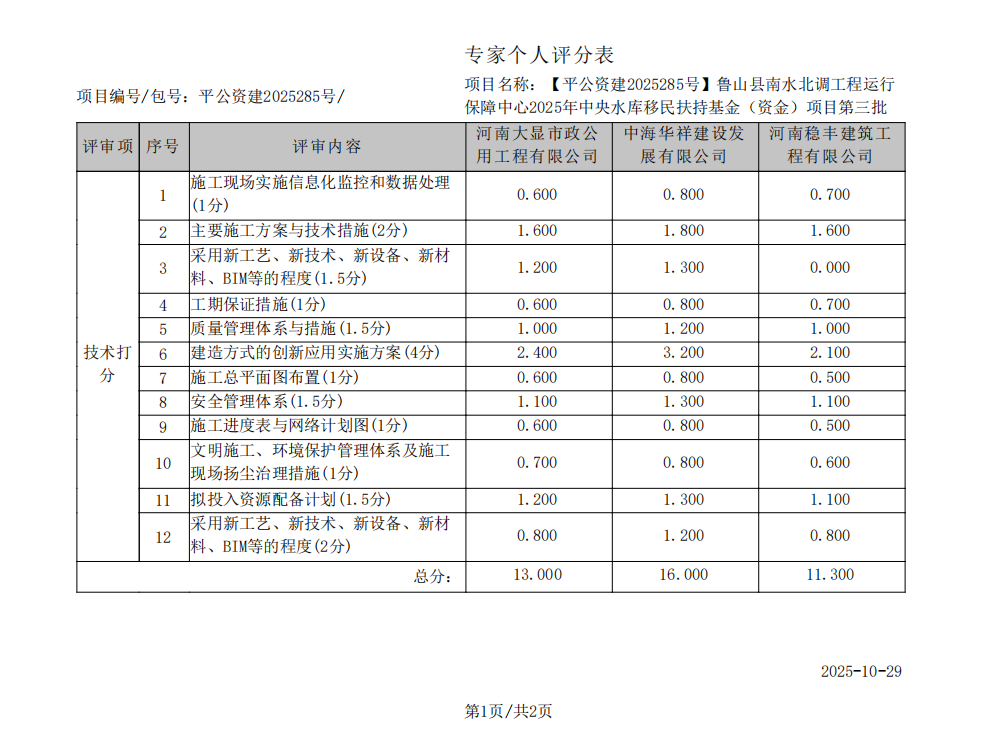 专家个人评分表
项目编号/包号：平公资建2025285号/
项目名称：【平公资建2025285号】鲁山县南水北调工程运行
保障中心2025年中央水库移民扶持基金（资金）项目第三批
评审项 序号 评审内容 河南大显市政公 中海华祥建设发 河南稳丰建筑工
用工程有限公司 展有限公司 程有限公司
技术打
分
1 施工现场实施信息化监控和数据处理 0.600 0.800 0.700
(1分)
2 主要施工方案与技术措施(2分) 1.600 1.800 1.600
3 采用新工艺、新技术、新设备、新材 1.200 1.300 0.000
料、BIM等的程度(1.5分)
4 工期保证措施(1分) 0.600 0.800 0.700
5 质量管理体系与措施(1.5分) 1.000 1.200 1.000
6 建造方式的创新应用实施方案(4分) 2.400 3.200 2.100
7 施工总平面图布置(1分) 0.600 0.800 0.500
8 安全管理体系(1.5分) 1.100 1.300 1.100
9 施工进度表与网络计划图(1分) 0.600 0.800 0.500
10 文明施工、环境保护管理体系及施工 0.700 0.800 0.600
现场扬尘治理措施(1分)
11 拟投入资源配备计划(1.5分) 1.200 1.300 1.100
12 采用新工艺、新技术、新设备、新材 0.800 1.200 0.800
料、BIM等的程度(2分)
总分： 13.000 16.000 11.300
2025-10-29
第1页/共2页